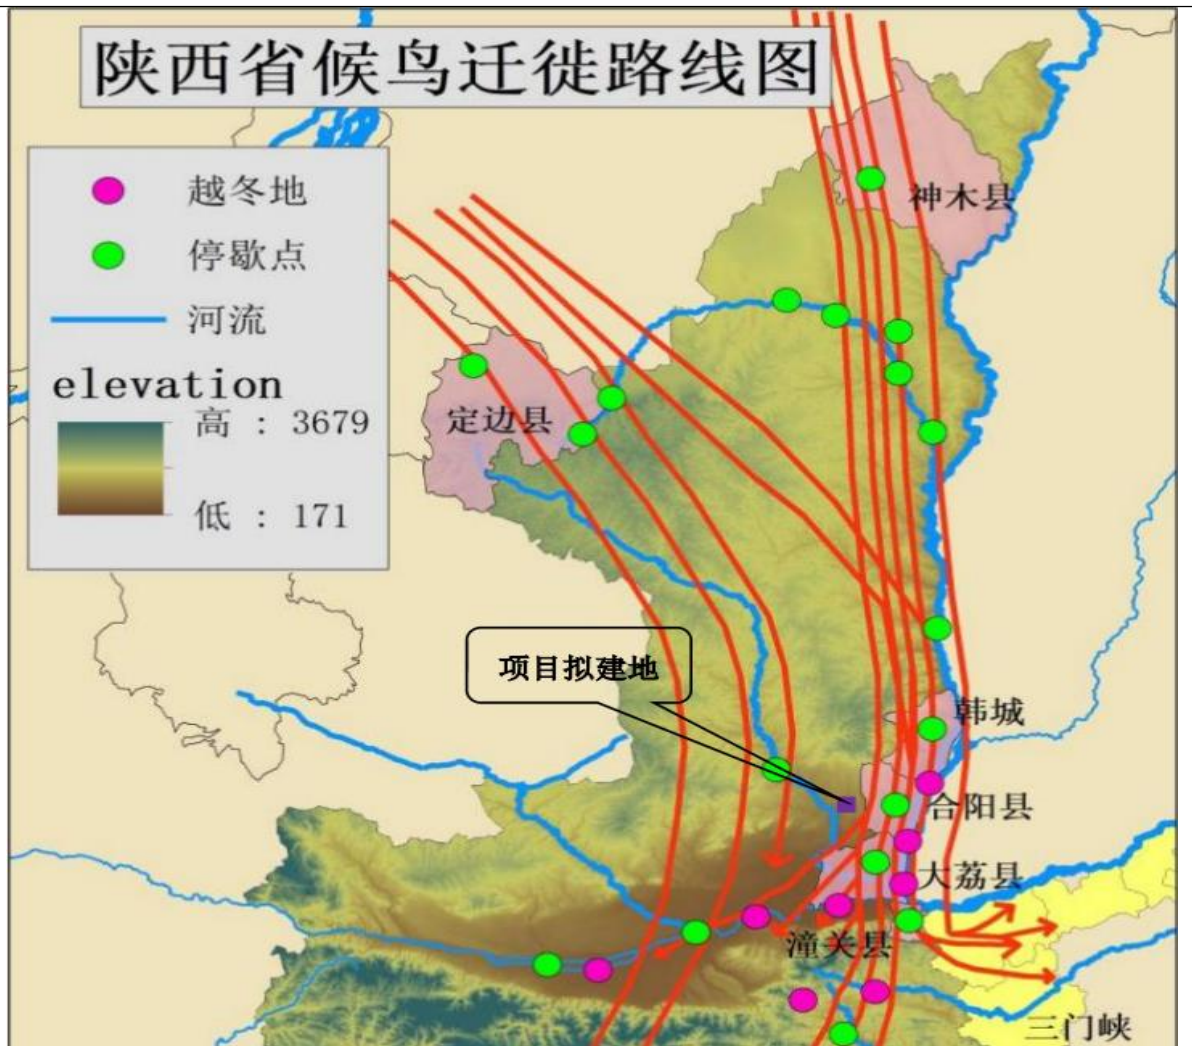 陕西省候鸟迁徙路线图
越冬地
停歇点
河流
elevation
高 : 3679
低 : 171
神木县
定边县
项目拟建地
韩城
合阳县
大荔县
潼关县
三门峡